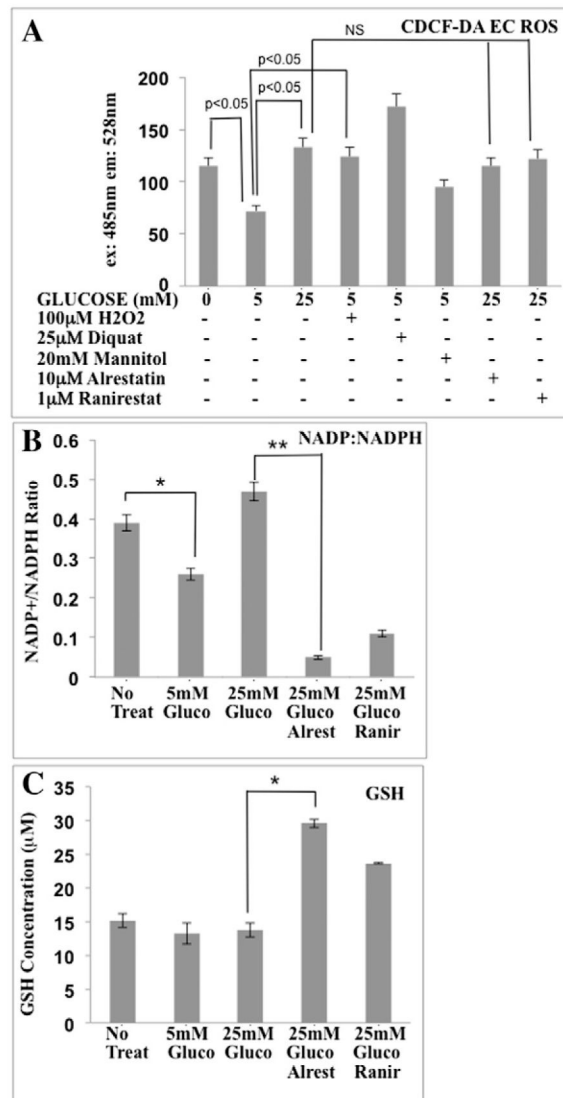 A
CDCF-DA EC ROS
NS
p<0.05
p<0.05
p<0.05
200
150
100
50
0
ex: 485nm em: 528nm
GLUCOSE (mM) 0 5 25 5 5 5 25 25
100μM H2O2 - - - + - - - -
25μM Diquat - - - - + - - -
20mM Mannitol - - - - - + - -
10μM Alrestatin - - - - - - + -
1μM Ranirestat - - - - - - - +
B
NADP:NADPH
*
**
0.6
0.5
0.4
0.3
0.2
0.1
0
NADP+/NADPH Ratio
No 5mM 25mM 25mM 25mM
Treat Gluco Gluco Gluco Gluco
Alrest Ranir
C
GSH
*
35
30
25
20
15
10
5
0
GSH Concentration (μM)
No 5mM 25mM 25mM 25mM
Treat Gluco Gluco Gluco Gluco
Alrest Ranir